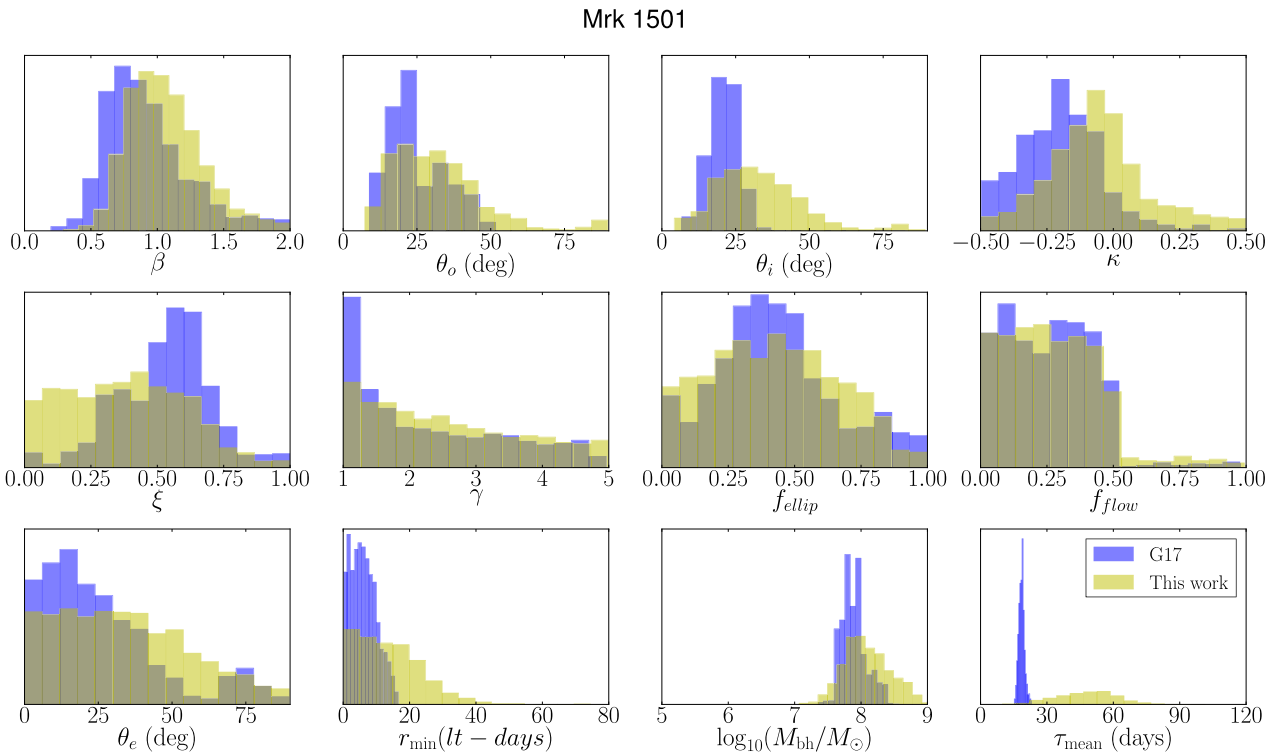 Mrk 1501
0.0 0.5 1.0 1.5 2.0
β
0 25 50 75
θ_o (deg)
0 25 50 75
θ_i (deg)
−0.50 −0.25 0.00 0.25 0.50
κ
0.00 0.25 0.50 0.75 1.00
ξ
1 2 3 4 5
γ
0.00 0.25 0.50 0.75 1.00
f_ellip
0.00 0.25 0.50 0.75 1.00
f_flow
G17
This work
0 25 50 75
θ_e (deg)
0 20 40 60 80
r_min(lt − days)
5 6 7 8 9
log_10(M_bh/M_⊙)
0 30 60 90 120
τ_mean (days)